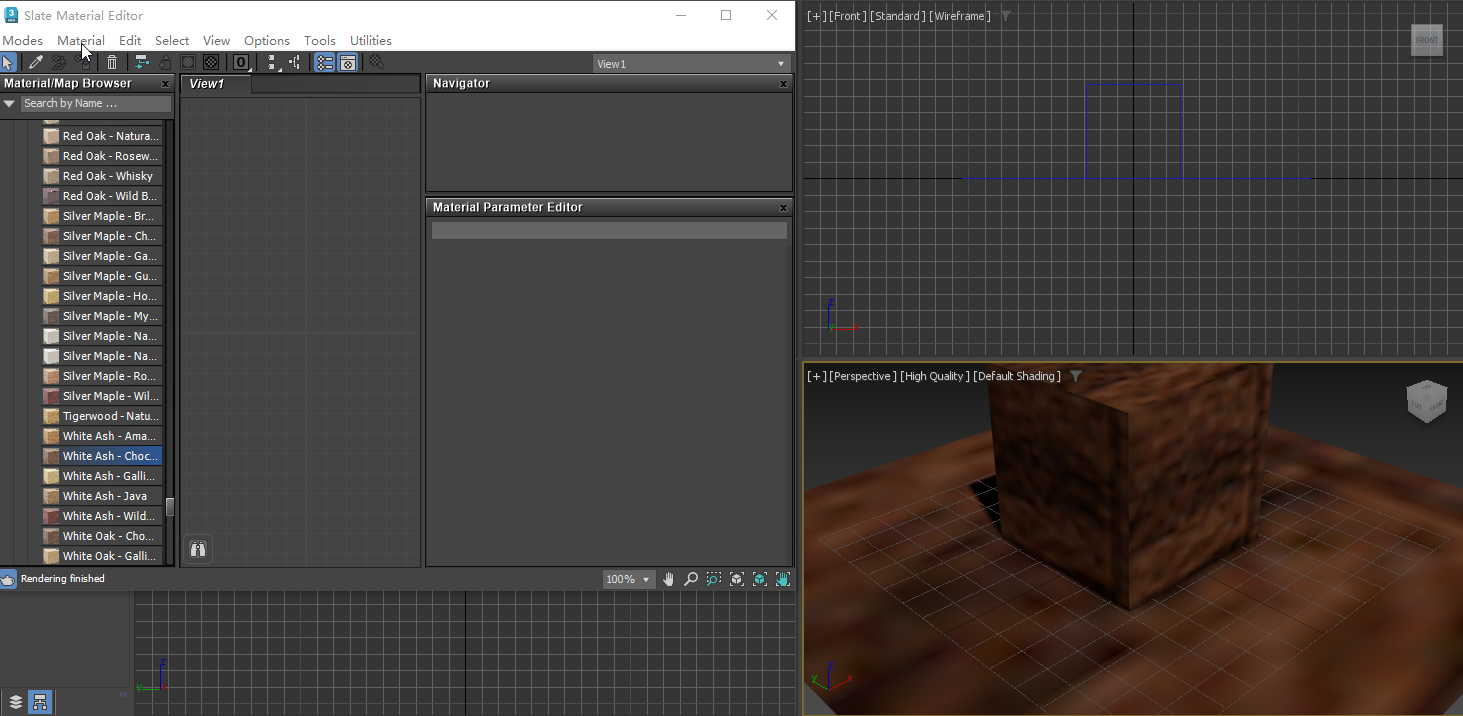 Slate Material Editor
Modes Material Edit Select View Options Tools Utilities
View1
Material/Map Browser x
Search by Name ...
Red Oak - Natura...
Red Oak - Rosew...
Red Oak - Whisky
Red Oak - Wild B...
Silver Maple - Br...
Silver Maple - Ch...
Silver Maple - Ga...
Silver Maple - Gu...
Silver Maple - Ho...
Silver Maple - My...
Silver Maple - Na...
Silver Maple - Na...
Silver Maple - Ro...
Silver Maple - Wil...
Tigerwood - Natu...
White Ash - Ama...
White Ash - Choc...
White Ash - Galli...
White Ash - Java
White Ash - Wild...
White Oak - Cho...
White Oak - Galli...
View1
Navigator x
Material Parameter Editor x
Rendering finished
100%
z
y
[+] [Front ] [Standard ] [Wireframe ]
FRONT
z
y x
[+] [Perspective ] [High Quality ] [Default Shading ]
z
y x